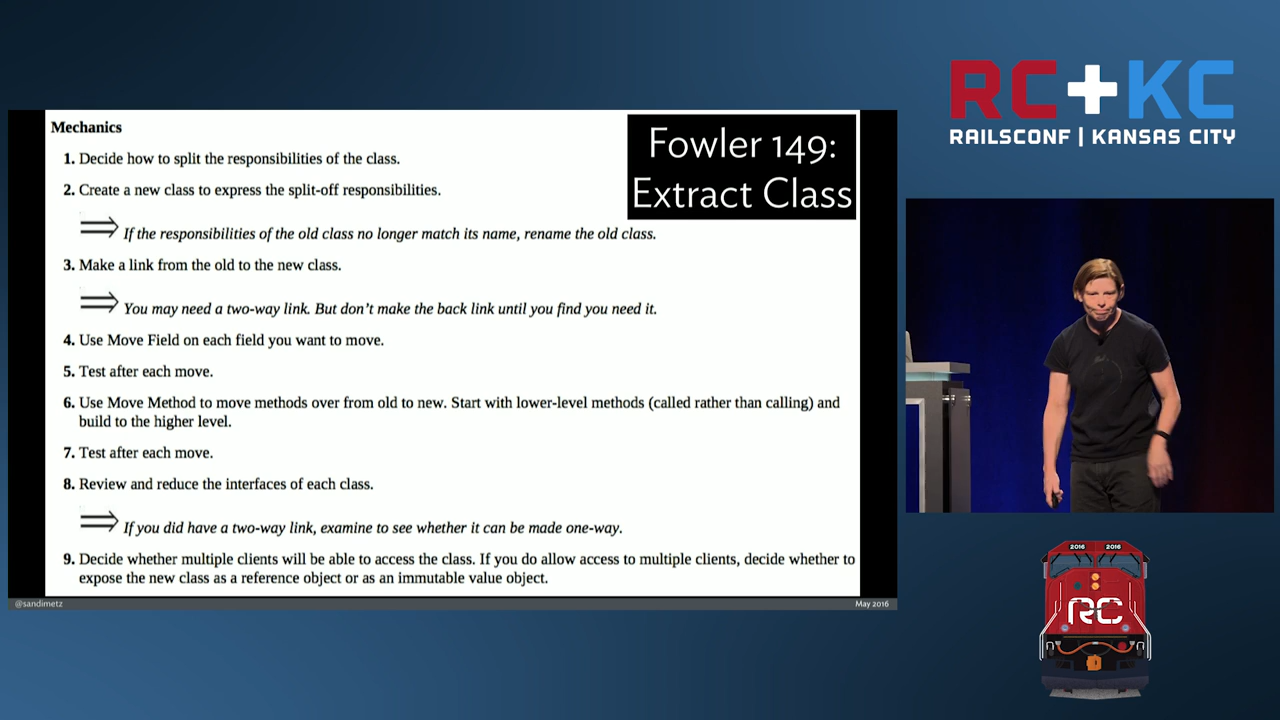 Mechanics
1. Decide how to split the responsibilities of the class.
2. Create a new class to express the split-off responsibilities.
If the responsibilities of the old class no longer match its name, rename the old class.
3. Make a link from the old to the new class.
You may need a two-way link. But don't make the back link until you find you need it.
4. Use Move Field on each field you want to move.
5. Test after each move.
6. Use Move Method to move methods over from old to new. Start with lower-level methods (called rather than calling) and
build to the higher level.
7. Test after each move.
8. Review and reduce the interfaces of each class.
If you did have a two-way link, examine to see whether it can be made one-way.
9. Decide whether multiple clients will be able to access the class. If you do allow access to multiple clients, decide whether to
expose the new class as a reference object or as an immutable value object.
Fowler 149:
Extract Class
@sandimetz
May 2016
RC+KC
RAILSCONF | KANSAS CITY
2016 2016
RC